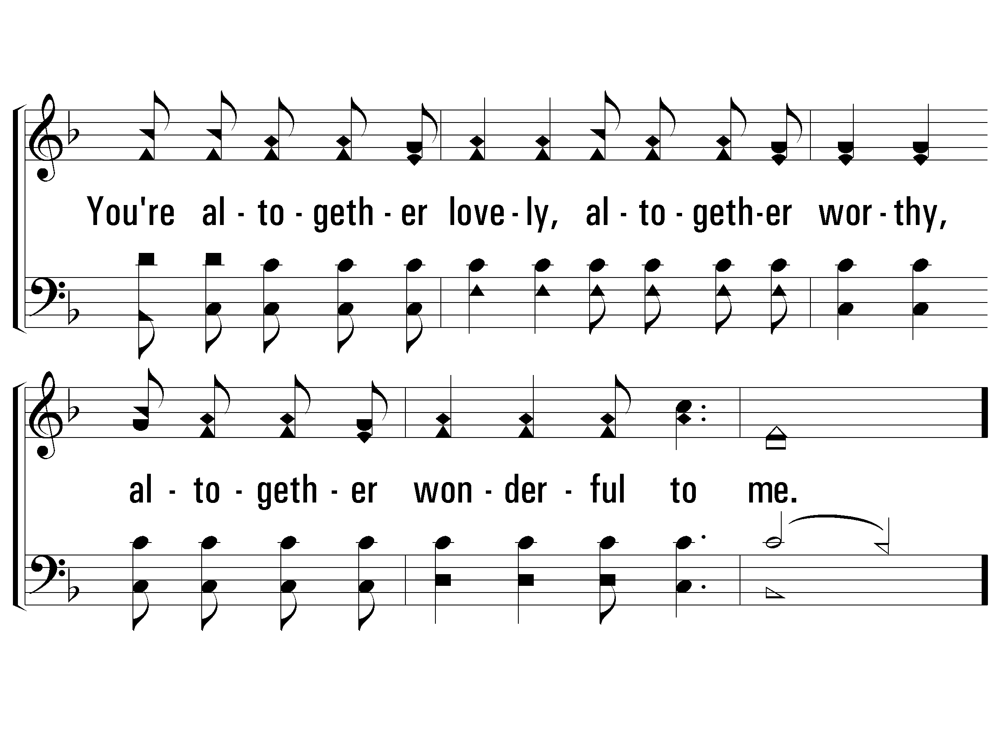 You're al - to - geth - er love - ly, al - to - geth-er wor - thy,
al - to - geth - er won - der - ful to me.